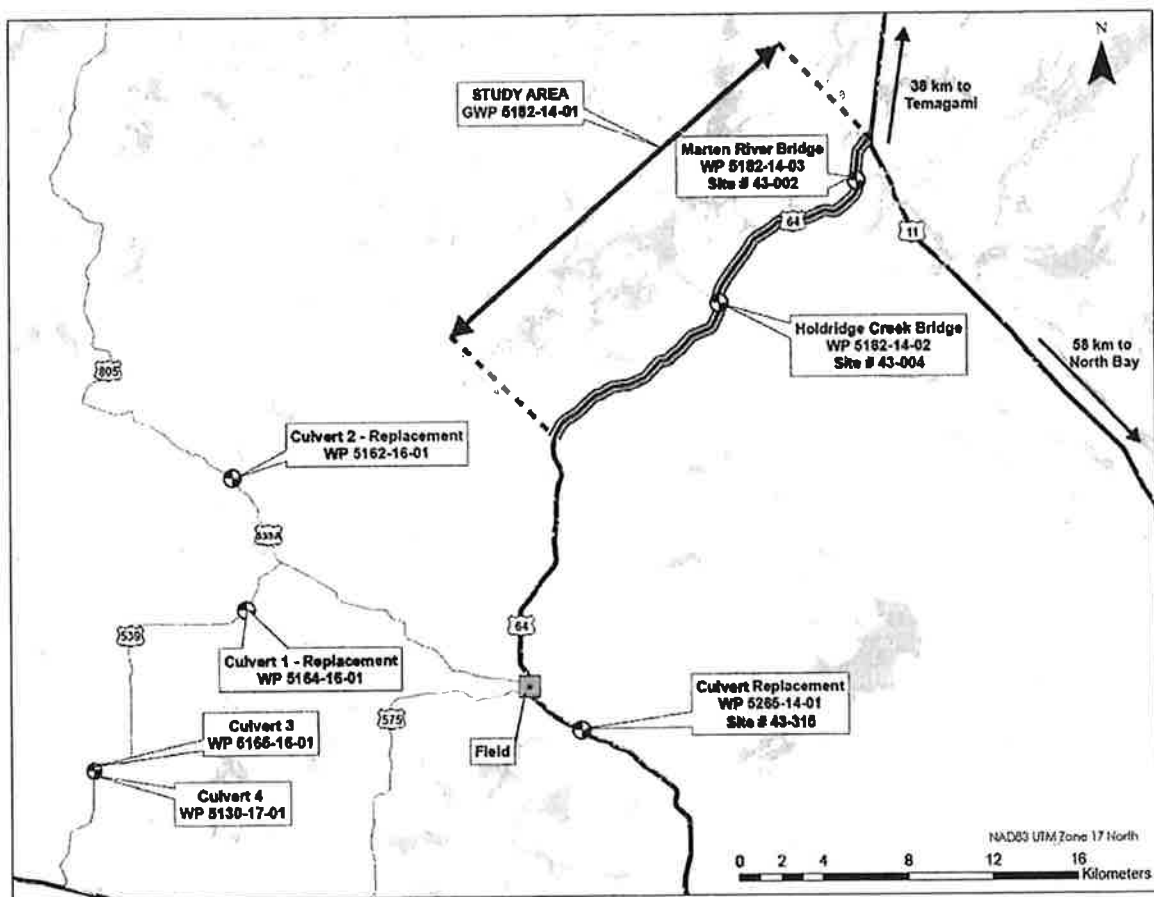 N
38 km to
Temagami
STUDY AREA
GWP 5182-14-01
Marten River Bridge
WP 5182-14-03
Site # 43-002
64
11
Holdridge Creek Bridge
WP 5182-14-02
Site # 43-004
58 km to
North Bay
805
Culvert 2 - Replacement
WP 5162-16-01
539A
539
64
Culvert 1 - Replacement
WP 5164-16-01
575
Culvert Replacement
WP 5265-14-01
Site # 43-315
Culvert 3
WP 5165-16-01
Field
Culvert 4
WP 5130-17-01
NAD83 UTM Zone 17 North
0 2 4 8 12 16
Kilometers